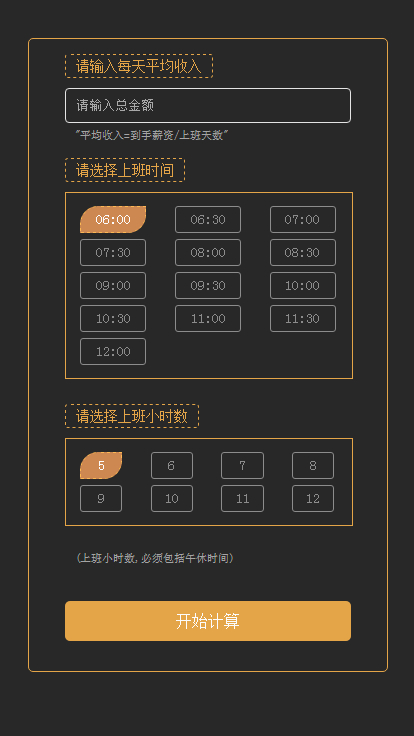 请输入每天平均收入
请输入总金额
"平均收入=到手薪资/上班天数"
请选择上班时间
06:00 06:30 07:00
07:30 08:00 08:30
09:00 09:30 10:00
10:30 11:00 11:30
12:00
请选择上班小时数
5 6 7 8
9 10 11 12
(上班小时数,必须包括午休时间)
开始计算